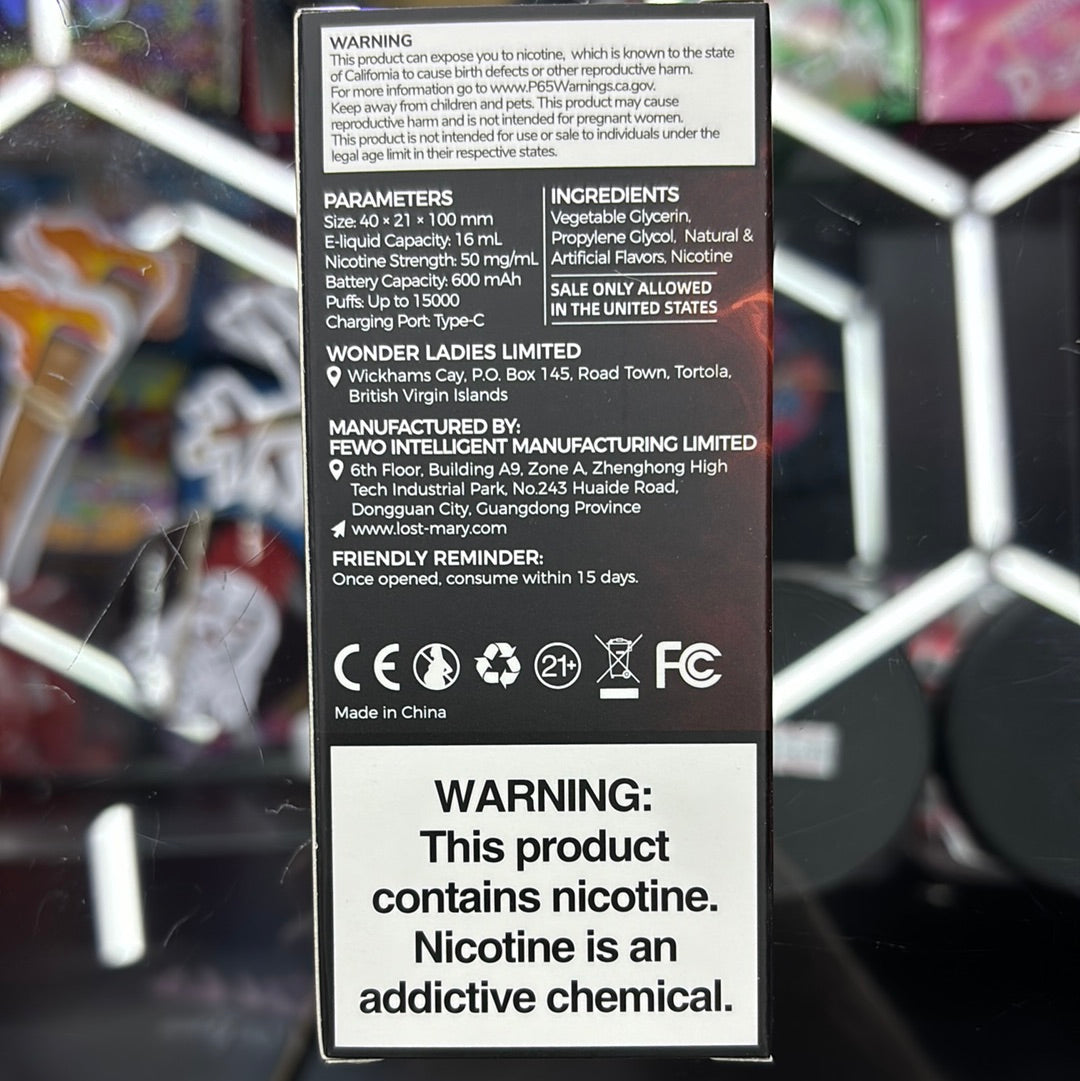 WARNING
This product can expose you to nicotine, which is known to the state
of California to cause birth defects or other reproductive harm.
For more information go to www.P65Warnings.ca.gov.
Keep away from children and pets. This product may cause
reproductive harm and is not intended for pregnant women.
This product is not intended for use or sale to individuals under the
legal age limit in their respective states.
PARAMETERS
Size: 40 × 21 × 100 mm
E-liquid Capacity: 16 mL
Nicotine Strength: 50 mg/mL
Battery Capacity: 600 mAh
Puffs: Up to 15000
Charging Port: Type-C
INGREDIENTS
Vegetable Glycerin,
Propylene Glycol, Natural &
Artificial Flavors, Nicotine
SALE ONLY ALLOWED
IN THE UNITED STATES
WONDER LADIES LIMITED
Wickhams Cay, P.O. Box 145, Road Town, Tortola,
British Virgin Islands
MANUFACTURED BY:
FEWO INTELLIGENT MANUFACTURING LIMITED
6th Floor, Building A9, Zone A, Zhenghong High
Tech Industrial Park, No.243 Huaide Road,
Dongguan City, Guangdong Province
www.lost-mary.com
FRIENDLY REMINDER:
Once opened, consume within 15 days.
CE 21+ FC
Made in China
WARNING:
This product
contains nicotine.
Nicotine is an
addictive chemical.